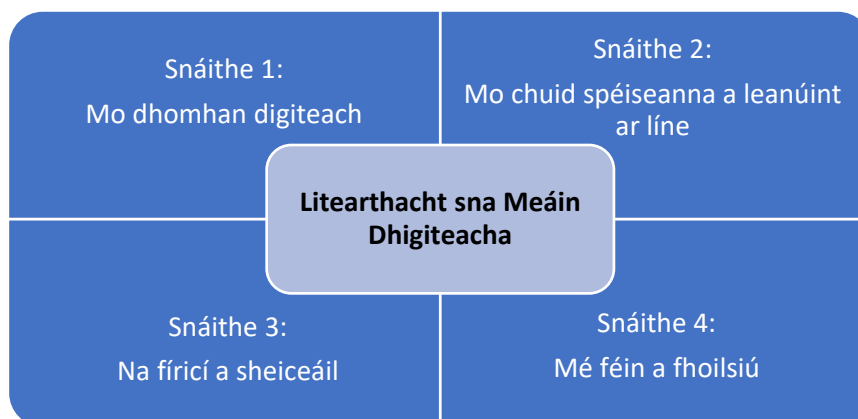 Snáithe 1:
Mo dhomhan digiteach
Snáithe 2:
Mo chuid spéiseanna a leanúint
ar líne
Litearthacht sna Meáin
Dhigiteacha
Snáithe 3:
Na fíricí a sheiceáil
Snáithe 4:
Mé féin a fhoilsiú